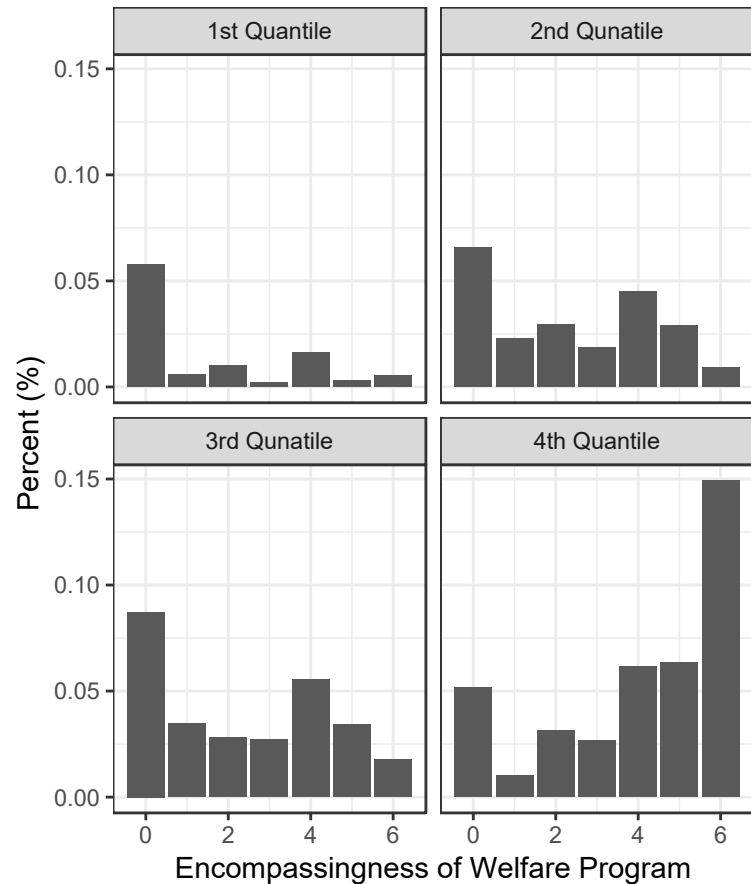 1st Quantile
2nd Qunatile
0.15
0.10
0.05
0.00
3rd Qunatile
4th Quantile
0.15
0.10
0.05
0.00
0 2 4 6
0 2 4 6
Percent (%)
Encompassingness of Welfare Program